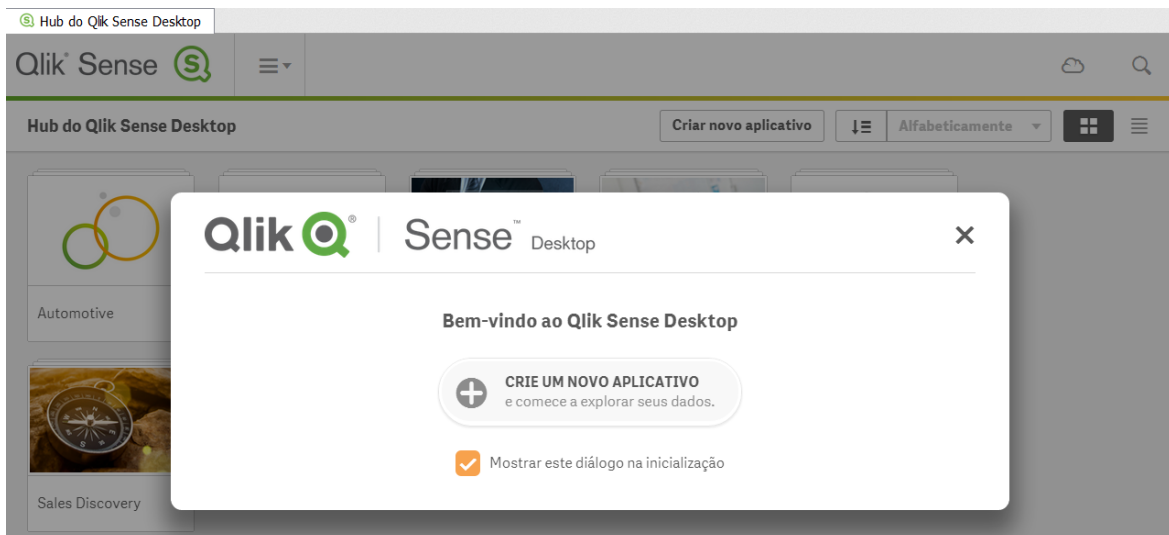 Hub do Qlik Sense Desktop
Qlik Sense
Hub do Qlik Sense Desktop
Criar novo aplicativo
Alfabeticamente
Qlik Q® | Sense™ Desktop
Bem-vindo ao Qlik Sense Desktop
CRIE UM NOVO APLICATIVO
e comece a explorar seus dados.
Mostrar este diálogo na inicialização
Automotive
Sales Discovery